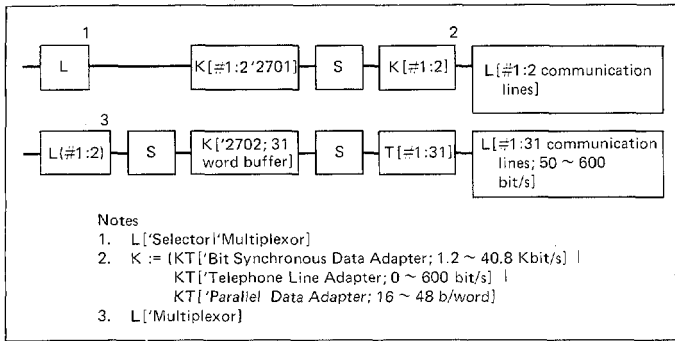 1
2
L
K[#1:2'2701]
S
K[#1:2]
L[#1:2 communication
lines]
3
L(#1:2)
S
K['2702; 31
word buffer]
S
T[#1:31]
L[#1:31 communication
lines; 50 ~ 600
bit/s]
Notes
1. L['Selector|'Multiplexor]
2. K := (KT['Bit Synchronous Data Adapter; 1.2 ~ 40.8 Kbit/s] |
KT['Telephone Line Adapter; 0 ~ 600 bit/s] |
KT['Parallel Data Adapter; 16 ~ 48 b/word]
3. L['Multiplexor]